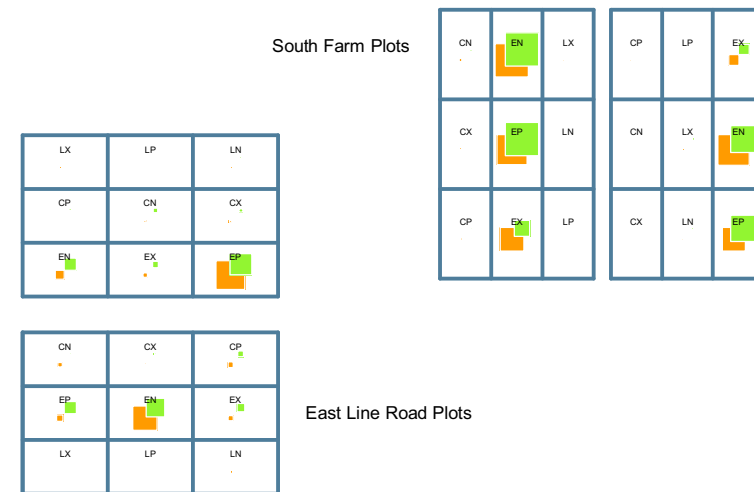 South Farm Plots
CN EN LX
CX EP LN
CP EX LP
CP LP EX
CN LX EN
CX LN EP
LX LP LN
CP CN CX
EN EX EP
CN CX CP
EP EN EX
LX LP LN
East Line Road Plots